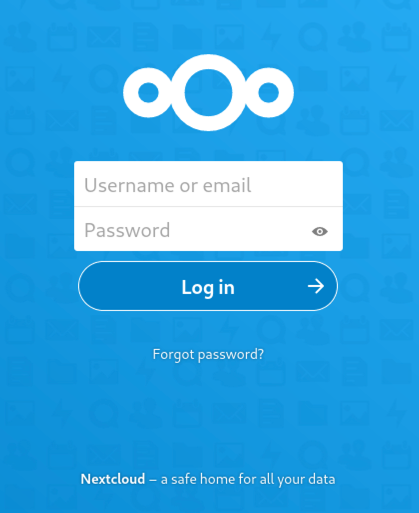 Username or email
Password
Log in
Forgot password?
Nextcloud – a safe home for all your data